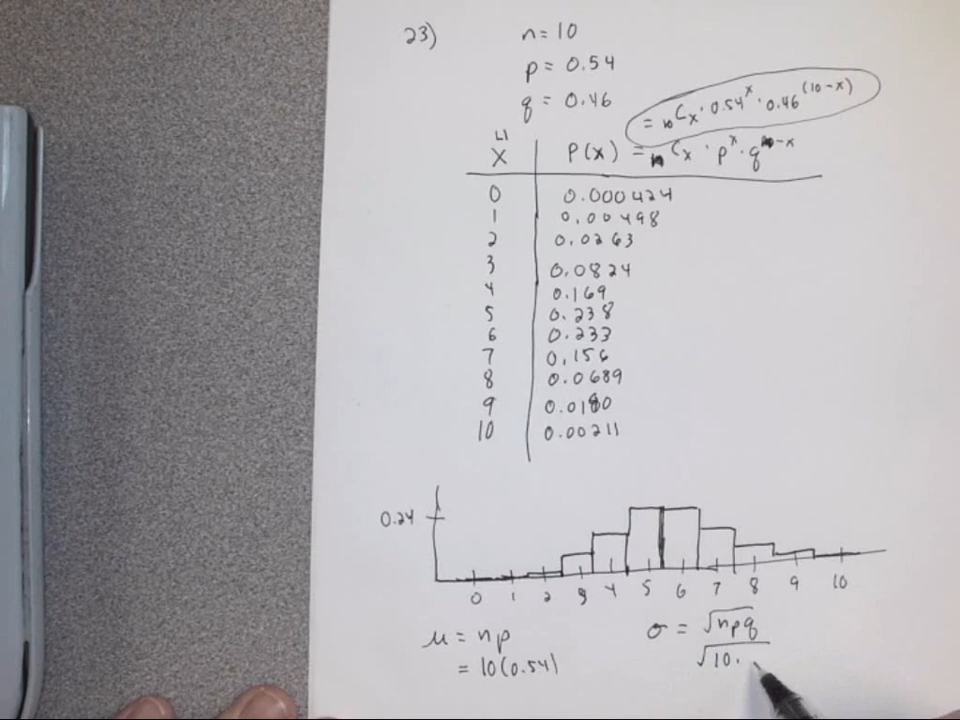 23) n = 10
p = 0.54
q = 0.46
= 10Cx · 0.54^x · 0.46^(10-x)
L1
X P(x) = nCx · p^x · q^n-x
0 0.000424
1 0.00498
2 0.0263
3 0.0824
4 0.169
5 0.238
6 0.233
7 0.156
8 0.0689
9 0.0180
10 0.00211
0.24
0 1 2 3 4 5 6 7 8 9 10
μ = np σ = √npq
= 10(0.54) √10.